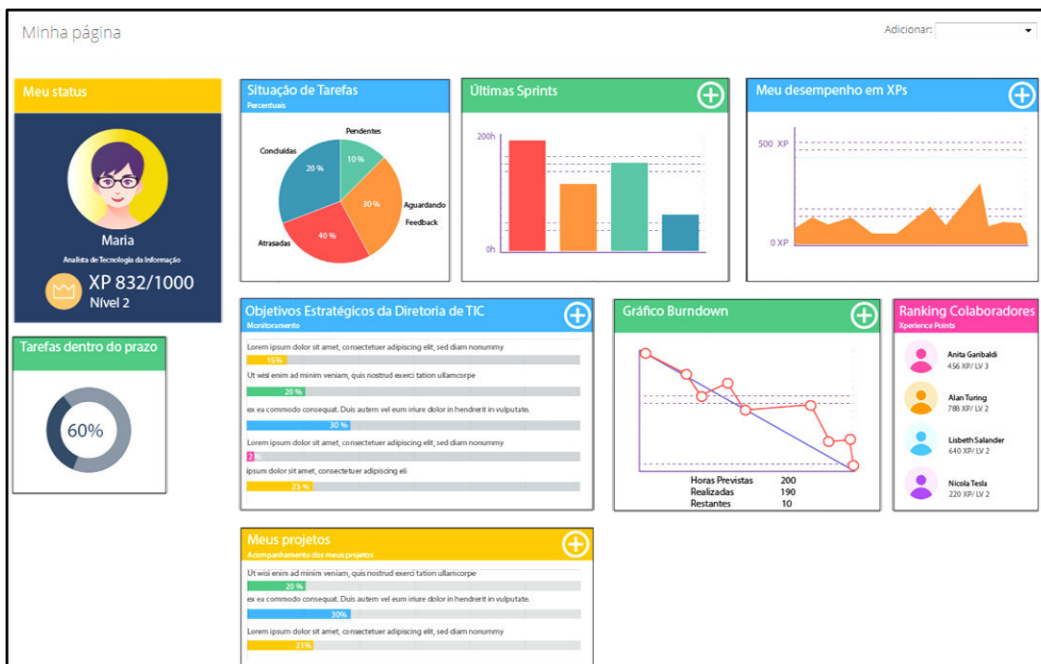 Minha página
Adicionar:
Meu status
Maria
Analista de Tecnologia da Informação
XP 832/1000
Nível 2
Tarefas dentro do prazo
60%
Situação de Tarefas
Percentuais
Pendentes
Concluídas
10 %
20 %
30 %
Aguardando
Feedback
40 %
Atrasadas
Últimas Sprints
200h
0h
Meu desempenho em XPs
500 XP
0 XP
Objetivos Estratégicos da Diretoria de TIC
Monitoramento
Lorem ipsum dolor sit amet, consectetuer adipiscing elit, sed diam nonummy
15%
Ut wisi enim ad minim veniam, quis nostrud exerci tation ullamcorpe
20 %
ex ea commodo consequat. Duis autem vel eum iriure dolor in hendrerit in vulputate.
30 %
Lorem ipsum dolor sit amet, consectetuer adipiscing elit, sed diam nonummy
2 %
ipsum dolor sit amet, consectetuer adipiscing eli
23 %
Gráfico Burndown
Horas Previstas 200
Realizadas 190
Restantes 10
Ranking Colaboradores
Xperience Points
Anita Garibaldi
456 XP/ LV 3
Alan Turing
788 XP/ LV 2
Lisbeth Salander
640 XP/ LV 2
Nicola Tesla
220 XP/ LV 2
Meus projetos
Acompanhamento dos meus projetos
Ut wisi enim ad minim veniam, quis nostrud exerci tation ullamcorpe
20 %
ex ea commodo consequat. Duis autem vel eum iriure dolor in hendrerit in vulputate.
30%
Lorem ipsum dolor sit amet, consectetuer adipiscing elit, sed diam nonummy
21%